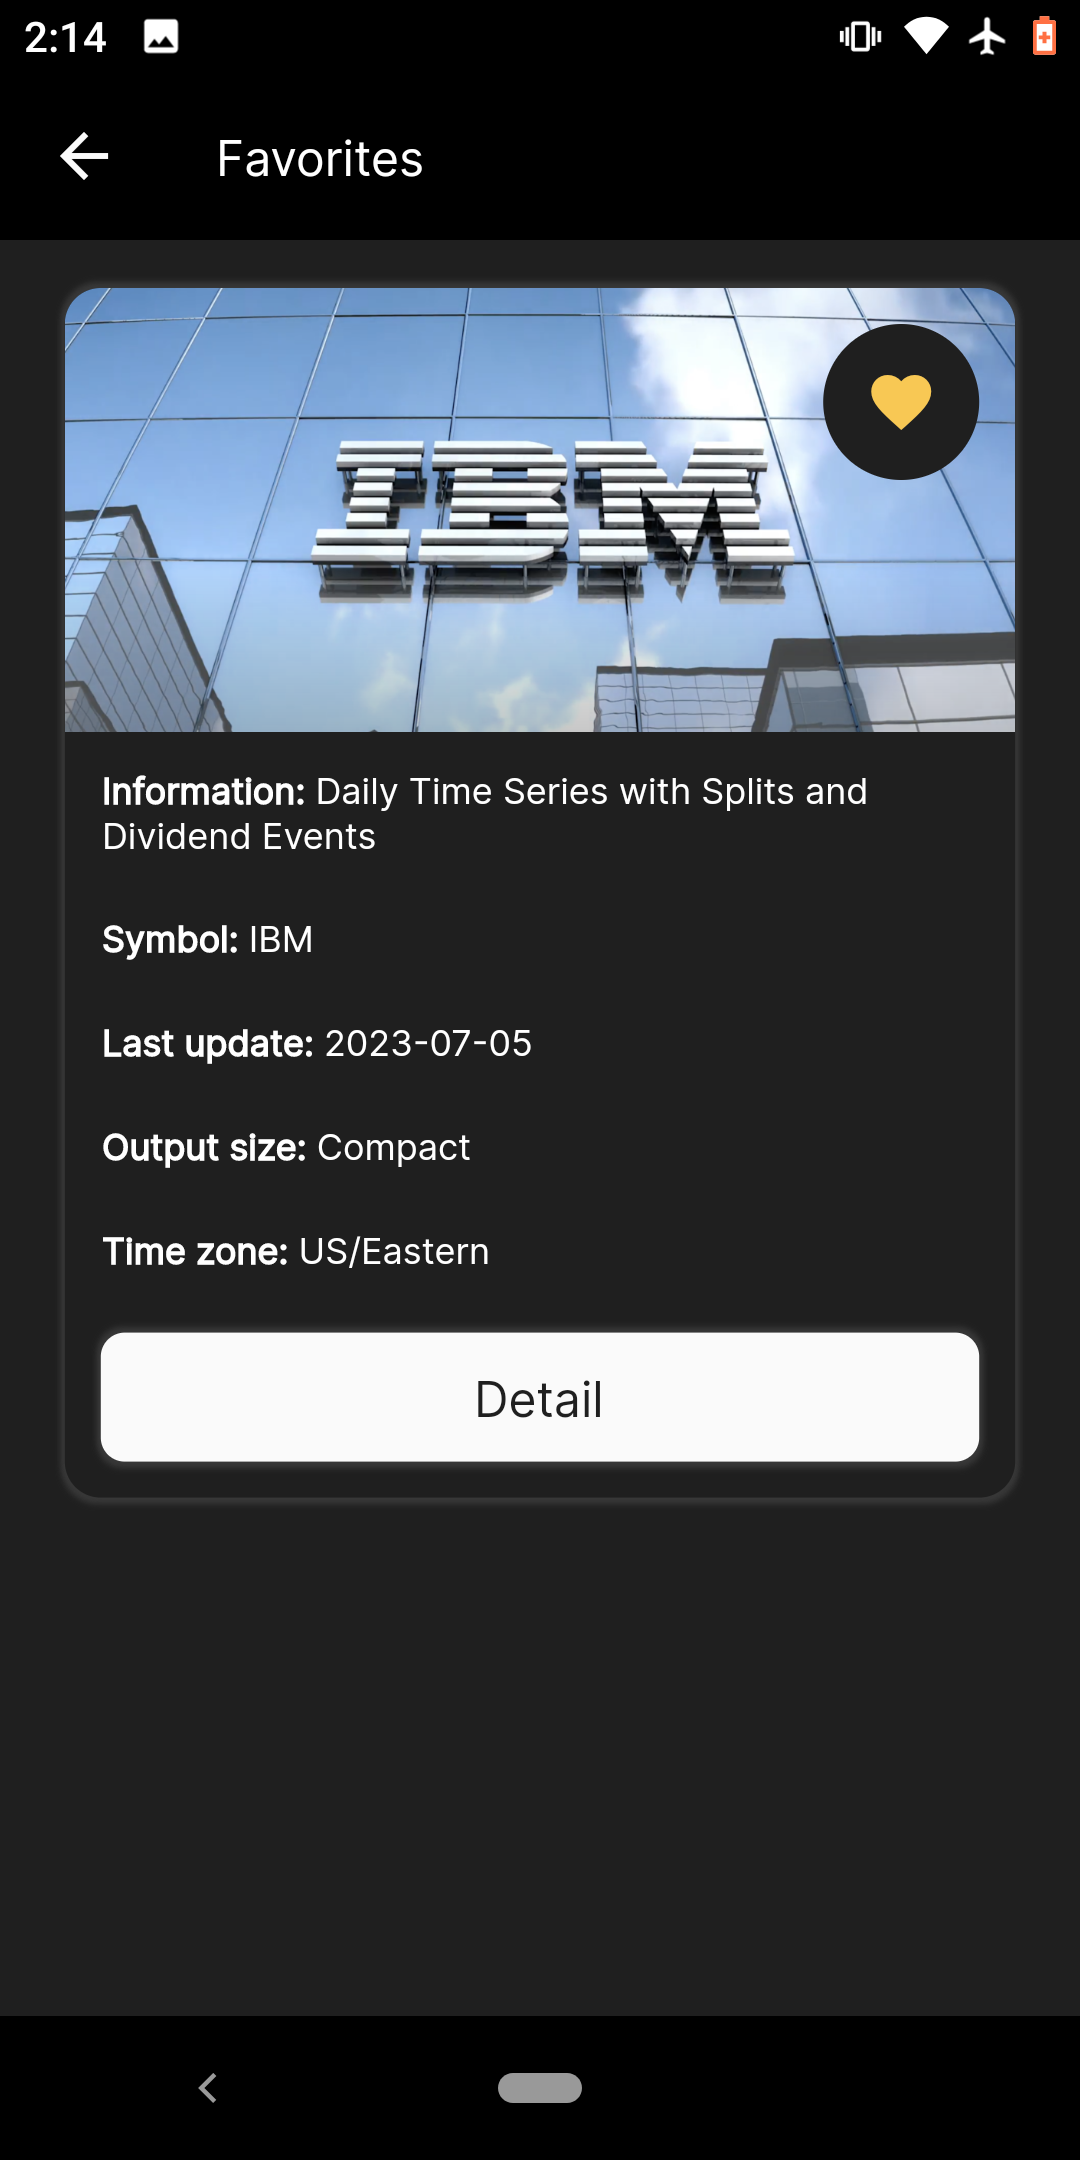 2:14
Favorites
IBM
Information: Daily Time Series with Splits and
Dividend Events
Symbol: IBM
Last update: 2023-07-05
Output size: Compact
Time zone: US/Eastern
Detail